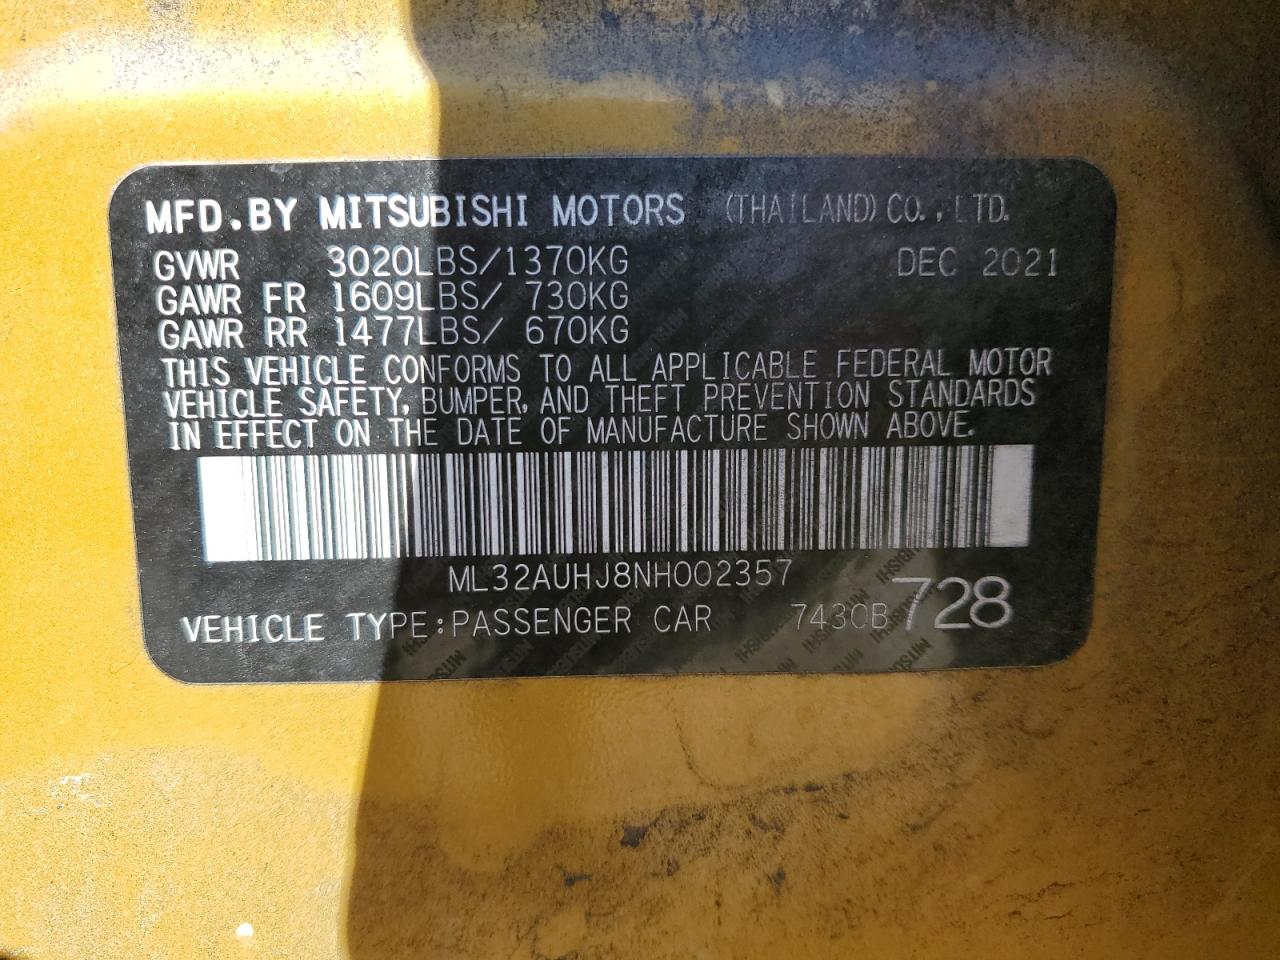 MFD.BY MITSUBISHI MOTORS (THAILAND) CO.,LTD.
GVWR 3020LBS/1370KG DEC 2021
GAWR FR 1609LBS/ 730KG
GAWR RR 1477LBS/ 670KG
THIS VEHICLE CONFORMS TO ALL APPLICABLE FEDERAL MOTOR
VEHICLE SAFETY, BUMPER, AND THEFT PREVENTION STANDARDS
IN EFFECT ON THE DATE OF MANUFACTURE SHOWN ABOVE.
ML32AUHJ8NH002357
VEHICLE TYPE:PASSENGER CAR 7430B 728